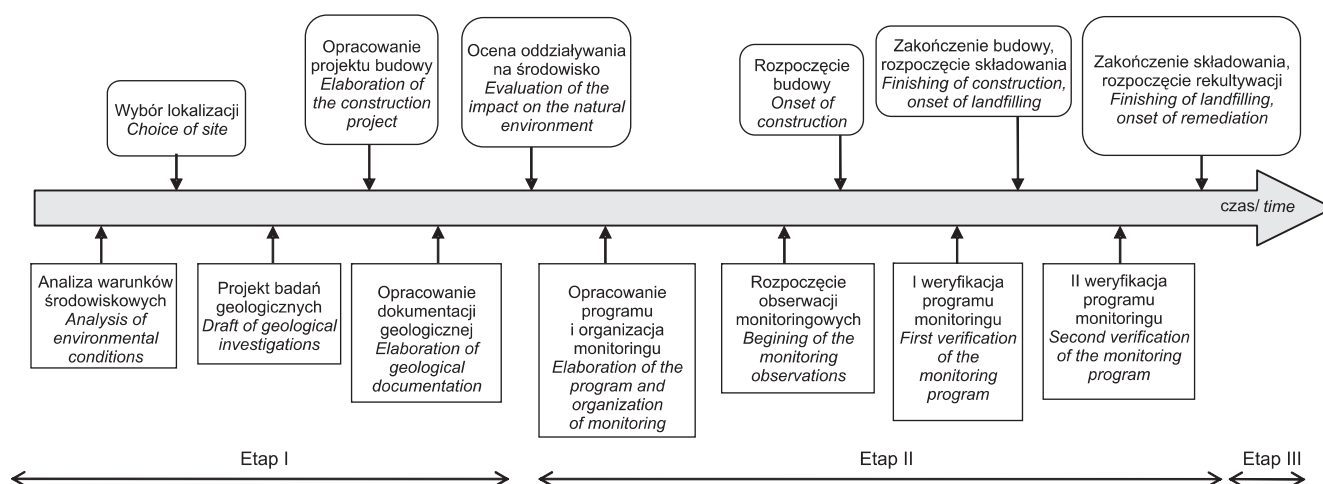 Wybór lokalizacji
Choice of site
Opracowanie
projektu budowy
Elaboration of
the construction
project
Ocena oddziaływania
na środowisko
Evaluation of the
impact on the natural
environment
Rozpoczęcie
budowy
Onset of
construction
Zakończenie budowy,
rozpoczęcie składowania
Finishing of construction,
onset of landfilling
Zakończenie składowania,
rozpoczęcie rekultywacji
Finishing of landfilling,
onset of remediation
czas/ time
Analiza warunków
środowiskowych
Analysis of
environmental
conditions
Projekt badań
geologicznych
Draft of geological
investigations
Opracowanie
dokumentacji
geologicznej
Elaboration of
geological
documentation
Opracowanie
programu
i organizacja
monitoringu
Elaboration of the
program and
organization
of monitoring
Rozpoczęcie
obserwacji
monitoringowych
Begining of the
monitoring
observations
I weryfikacja
programu
monitoringu
First verification
of the
monitoring
program
II weryfikacja
programu
monitoringu
Second verification
of the monitoring
program
Etap I
Etap II
Etap III